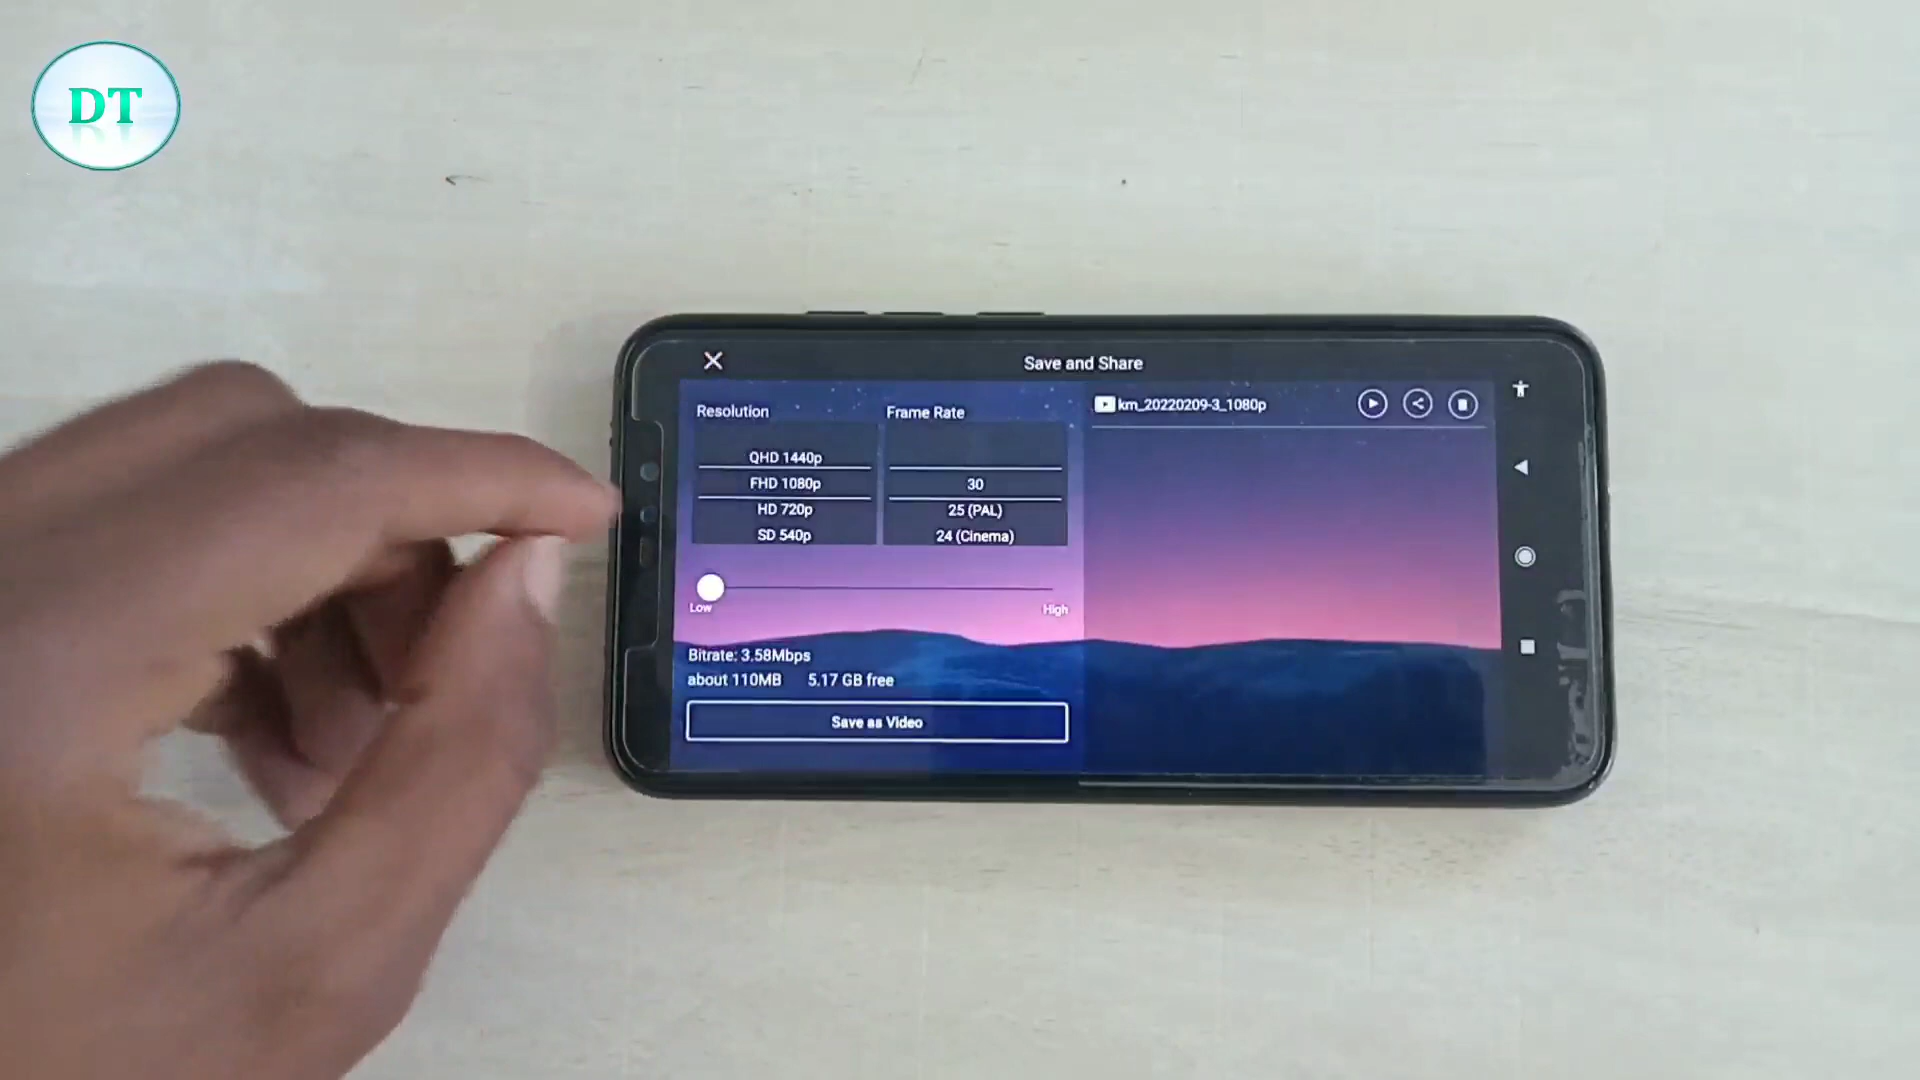 DT
Save and Share
Resolution
Frame Rate
QHD 1440p
FHD 1080p
HD 720p
SD 540p
30
25 (PAL)
24 (Cinema)
Low
High
Bitrate: 3.58Mbps
about 110MB 5.17 GB free
Save as Video
km_20220209-3_1080p